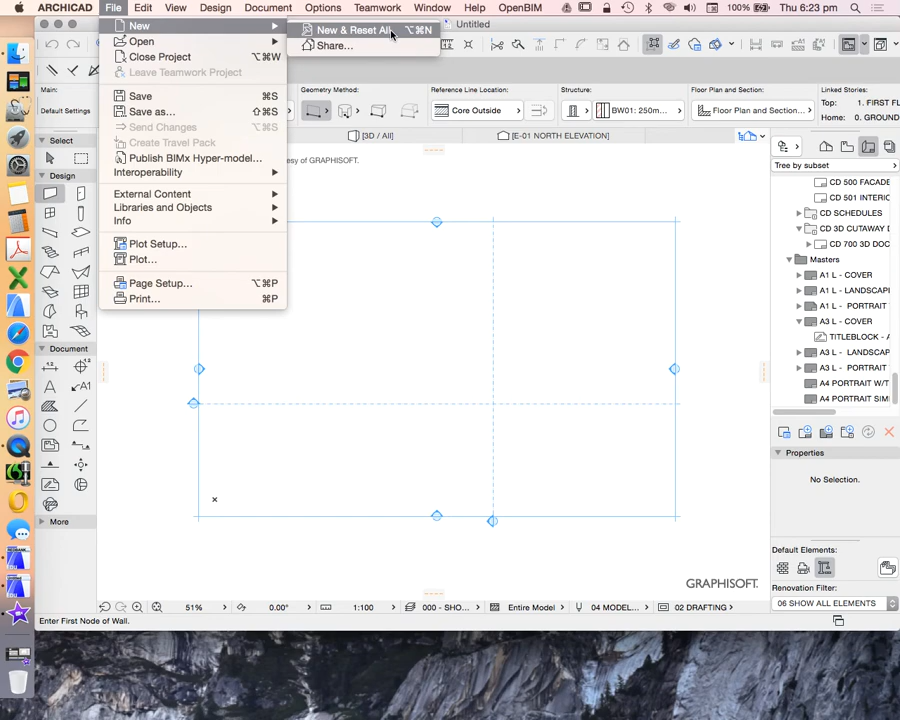 ARCHICAD File Edit View Design Document Options Teamwork Window Help OpenBIM 100% Thu 6:23 pm
Untitled
New
New & Reset All ⌥⌘N
Open
Share...
Close Project ⌥⌘W
Leave Teamwork Project
Save ⌘S
Save as... ⇧⌘S
Send Changes
Create Travel Pack
Publish BIMx Hyper-model...
Interoperability
External Content
Libraries and Objects
Info
Plot Setup...
Plot...
Page Setup... ⌥⌘P
Print... ⌘P
Main:
Default Settings
Geometry Method:
Reference Line Location:
Core Outside
Structure:
BW01: 250m...
Floor Plan and Section:
Floor Plan and Section...
Linked Stories:
Top: 1. FIRST FL
Home: 0. GROUND
[3D / All]
[E-01 NORTH ELEVATION]
esy of GRAPHISOFT.
Select
Design
Document
More
Tree by subset
CD 500 FACADE
CD 501 INTERIC
CD SCHEDULES
CD 3D CUTAWAY D
CD 700 3D DOC
Masters
A1 L - COVER
A1 L - LANDSCAPI
A1 L - PORTRAIT
A3 L - COVER
TITLEBLOCK - A
A3 L - LANDSCAP
A3 L - PORTRAIT
A4 PORTRAIT W/T
A4 PORTRAIT SIM
Properties
No Selection.
Default Elements:
Renovation Filter:
06 SHOW ALL ELEMENTS
GRAPHISOFT.
51% 0.00° 1:100 000 - SHO... Entire Model 04 MODEL... 02 DRAFTING
Enter First Node of Wall.